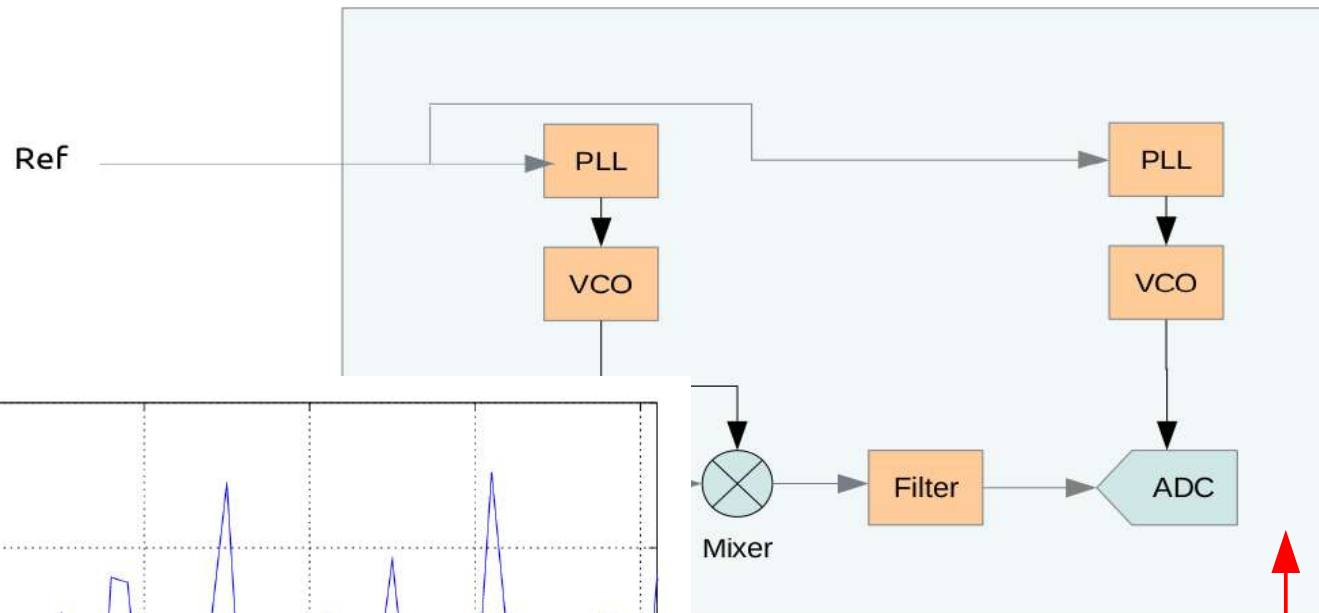 Ref
PLL
PLL
VCO
VCO
Filter
ADC
Mixer